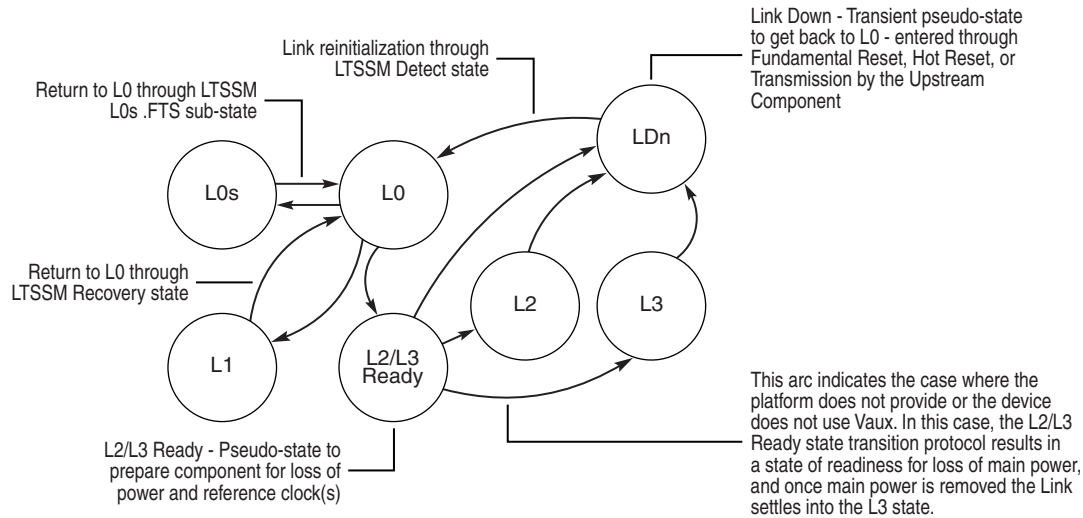 Link Down - Transient pseudo-state
to get back to L0 - entered through
Fundamental Reset, Hot Reset, or
Transmission by the Upstream
Component
Link reinitialization through
LTSSM Detect state
Return to L0 through LTSSM
L0s .FTS sub-state
LDn
L0s
L0
Return to L0 through
LTSSM Recovery state
L2
L3
L1
L2/L3
Ready
L2/L3 Ready - Pseudo-state to
prepare component for loss of
power and reference clock(s)
This arc indicates the case where the
platform does not provide or the device
does not use Vaux. In this case, the L2/L3
Ready state transition protocol results in
a state of readiness for loss of main power,
and once main power is removed the Link
settles into the L3 state.